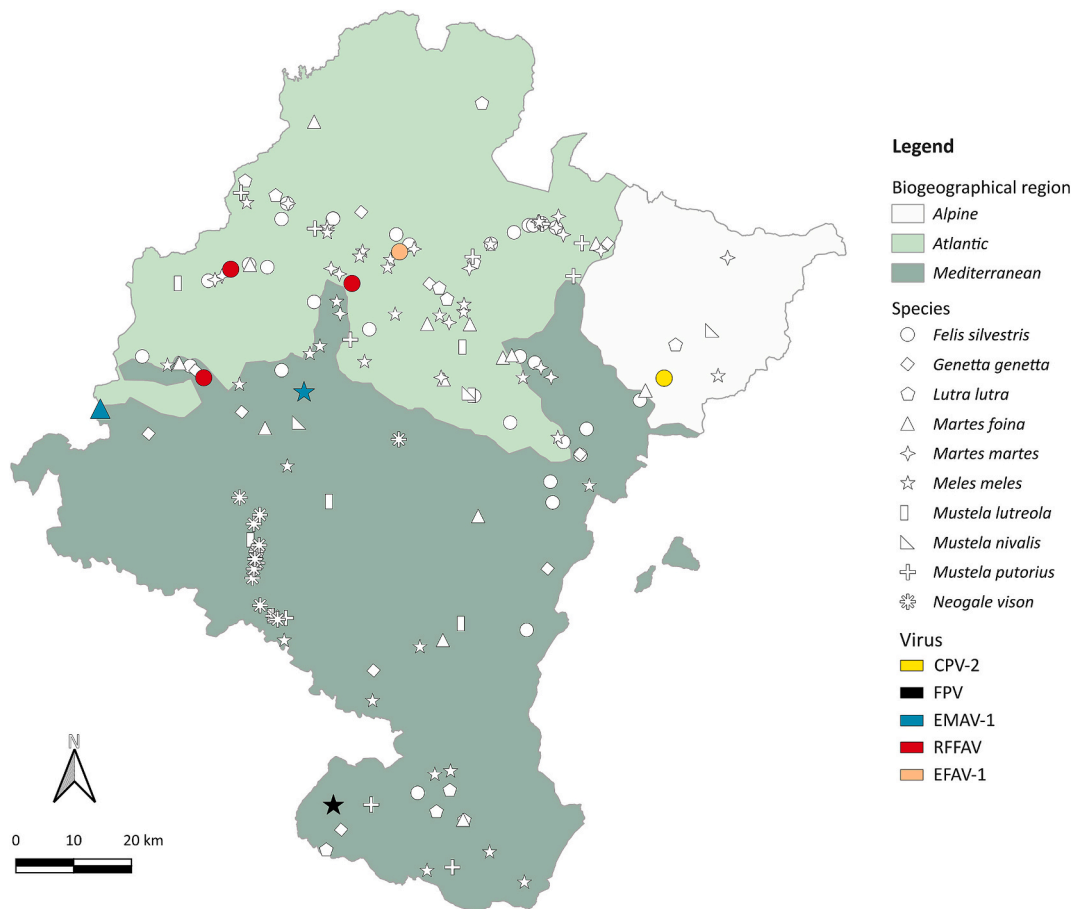 Legend
Biogeographical region
Alpine
Atlantic
Mediterranean
Species
Felis silvestris
Genetta genetta
Lutra lutra
Martes foina
Martes martes
Meles meles
Mustela lutreola
Mustela nivalis
Mustela putorius
Neogale vison
Virus
CPV-2
FPV
EMAV-1
RFFAV
EFAV-1
N
0 10 20 km